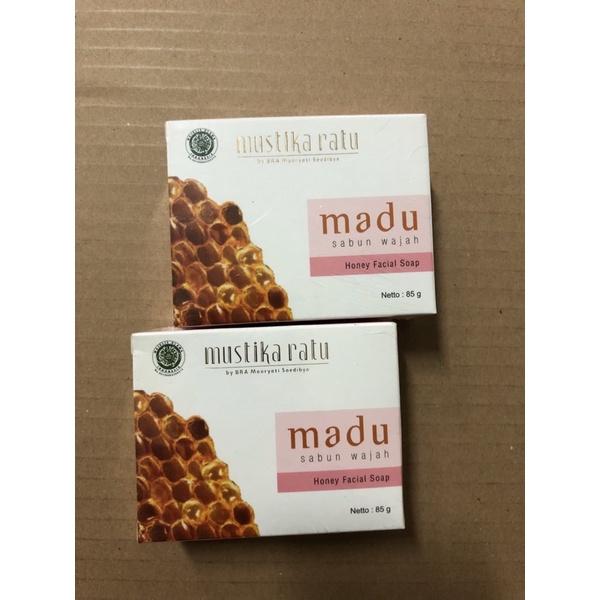 mustika ratu
by BRA Mooryati Soedibyo
madu
sabun wajah
Honey Facial Soap
Netto : 85 g
mustika ratu
by BRA Mooryati Soedibyo
madu
sabun wajah
Honey Facial Soap
Netto : 85 g